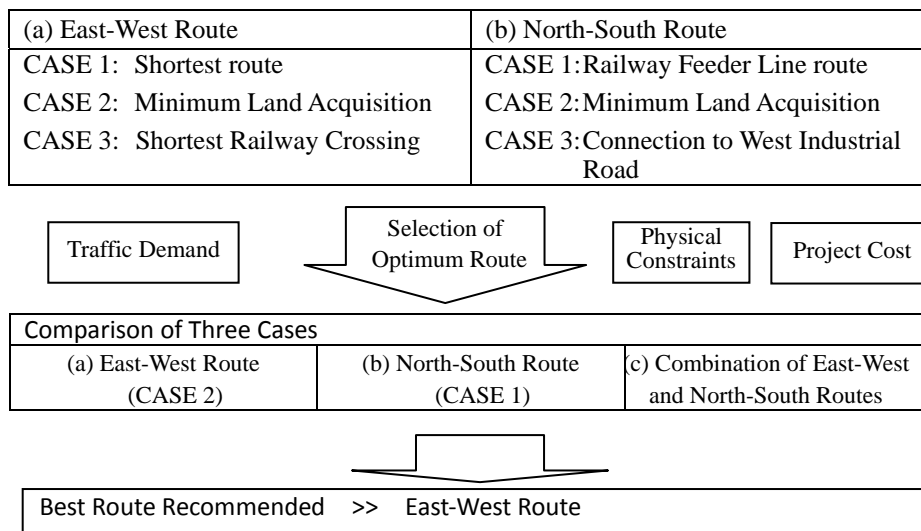 (a) East-West Route
(b) North-South Route
CASE 1: Shortest route
CASE 2: Minimum Land Acquisition
CASE 3: Shortest Railway Crossing
CASE 1:Railway Feeder Line route
CASE 2:Minimum Land Acquisition
CASE 3:Connection to West Industrial
Road
Traffic Demand
Selection of
Optimum Route
Physical
Constraints
Project Cost
Comparison of Three Cases
(a) East-West Route
(CASE 2)
(b) North-South Route
(CASE 1)
(c) Combination of East-West
and North-South Routes
Best Route Recommended >> East-West Route